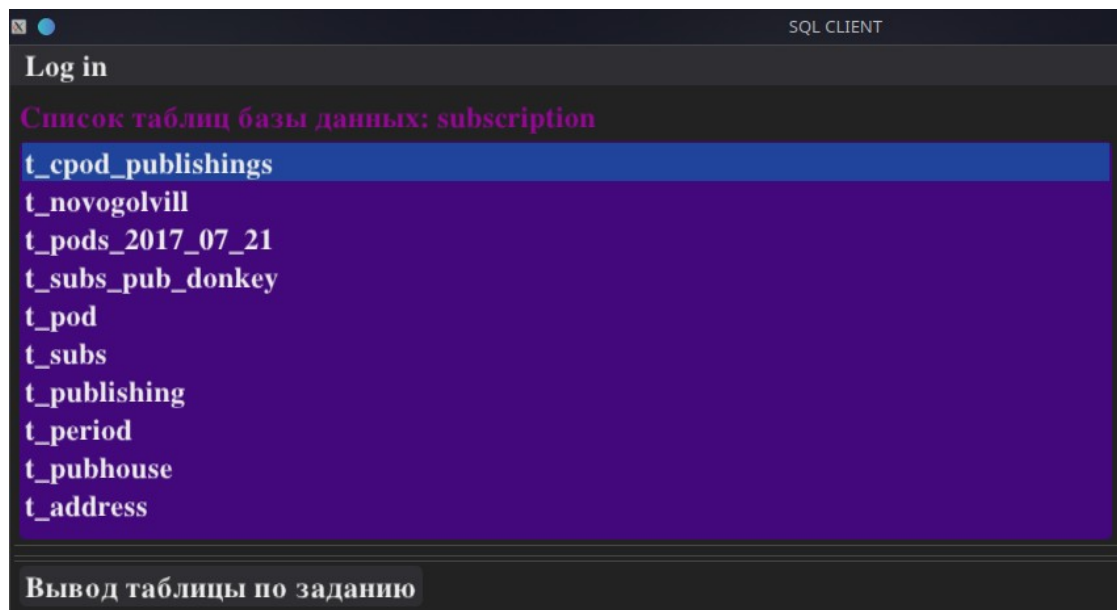 SQL CLIENT
Log in
Список таблиц базы данных: subscription
t_cpod_publishings
t_novogolvill
t_pods_2017_07_21
t_subs_pub_donkey
t_pod
t_subs
t_publishing
t_period
t_pubhouse
t_address
Вывод таблицы по заданию